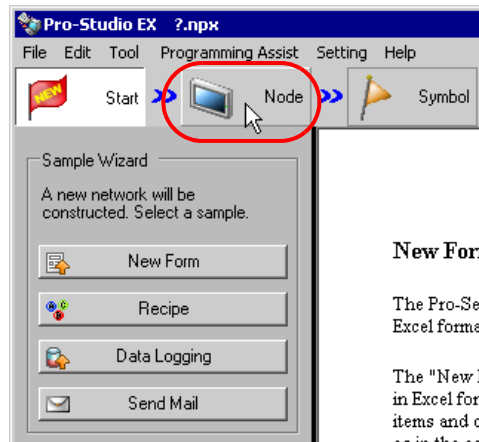 Pro-Studio EX ?.npx
File Edit Tool Programming Assist Setting Help
NEW Start Node Symbol
Sample Wizard
A new network will be
constructed. Select a sample.
New Form
Recipe
Data Logging
Send Mail
New For
The Pro-Se
Excel forma
The "New
in Excel for
items and